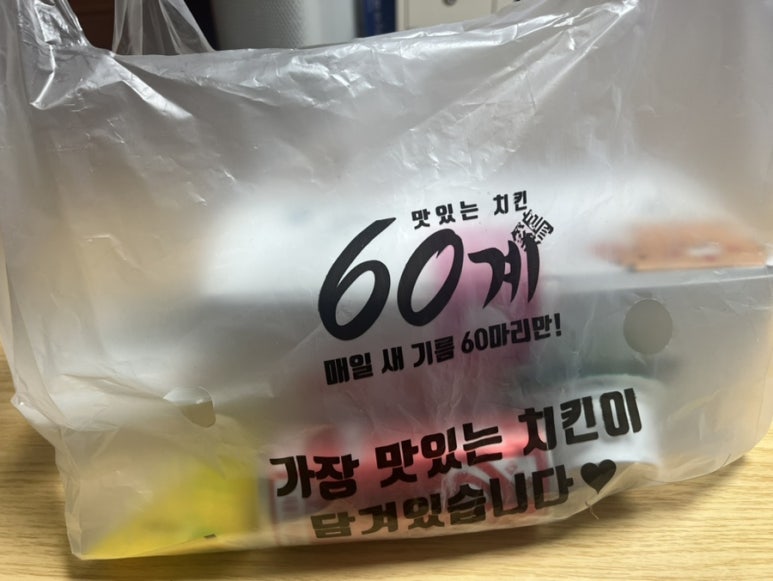 맛있는 치킨
60계
鷄
매일 새 기름 60마리만!
가장 맛있는 치킨이
담겨있습니다♥